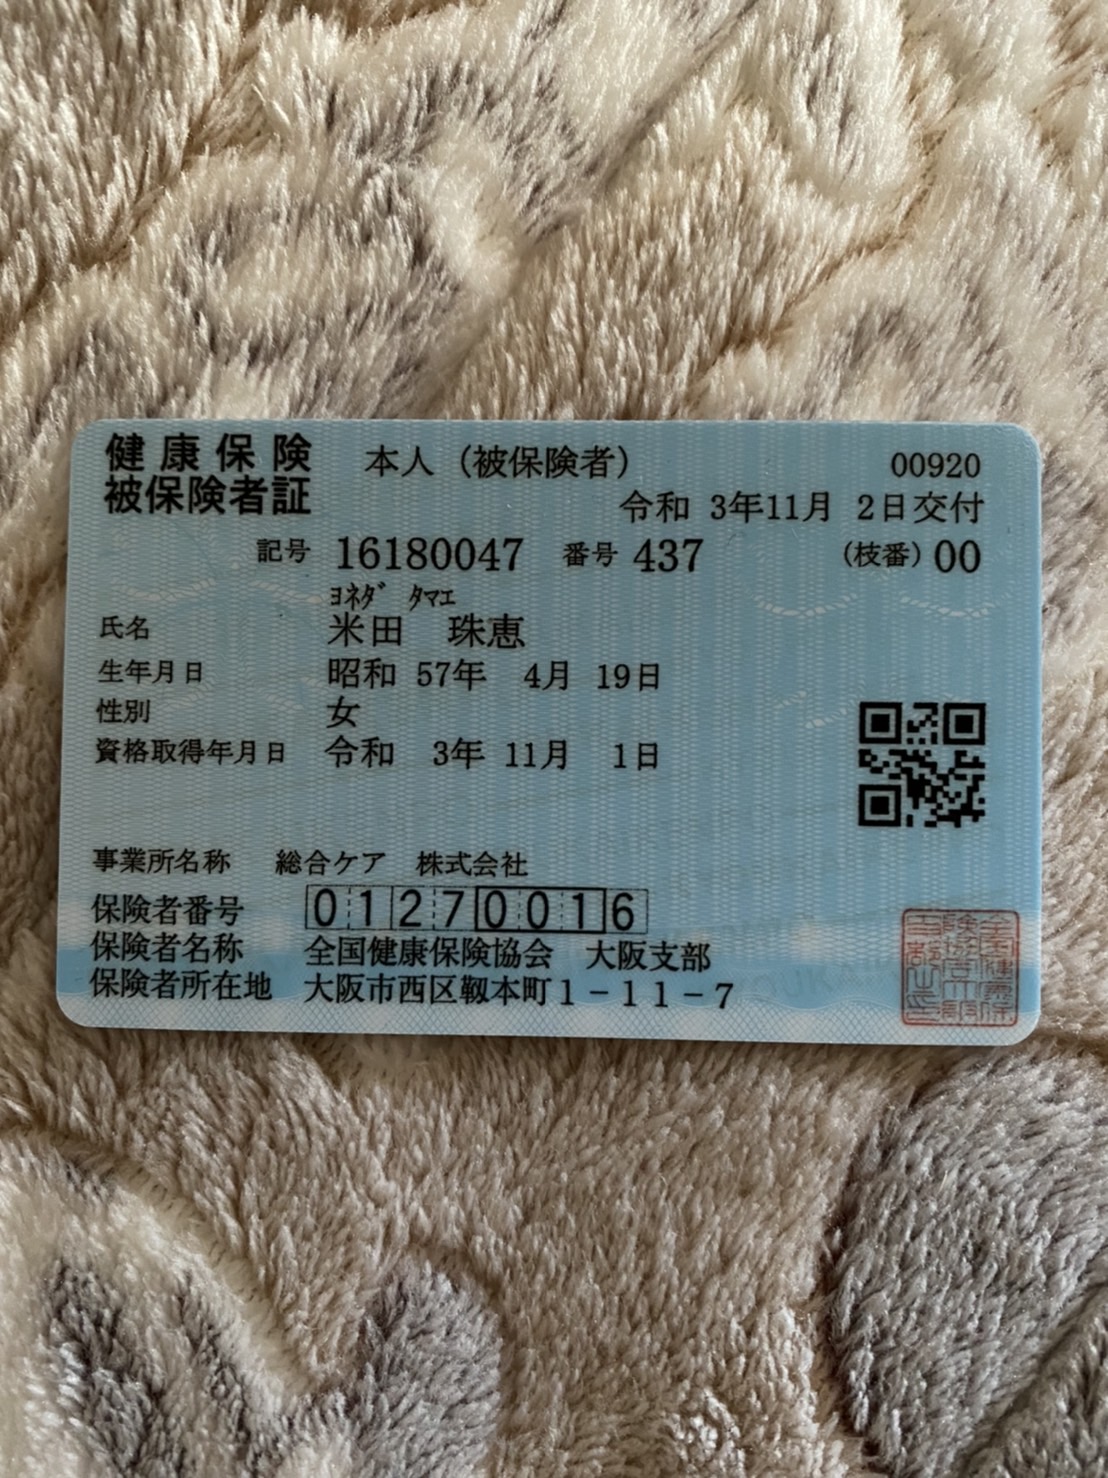 健康保険 本人（被保険者） 00920
被保険者証 令和 3年11月 2日交付
記号 16180047 番号 437 （枝番）00
ﾖﾈﾀﾞ ﾀﾏｴ
氏名 米田 珠恵
生年月日 昭和 57年 4月 19日
性別 女
資格取得年月日 令和 3年 11月 1日
事業所名称 総合ケア 株式会社
保険者番号 01270016
保険者名称 全国健康保険協会 大阪支部
保険者所在地 大阪市西区靱本町1－11－7